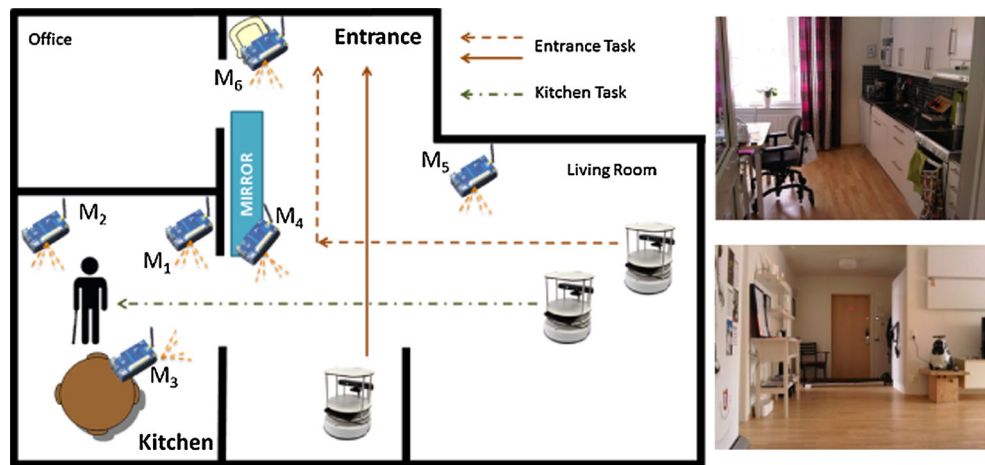 Office
Entrance
Entrance Task
Kitchen Task
M6
MIRROR
M5
Living Room
M2
M1
M4
M3
Kitchen